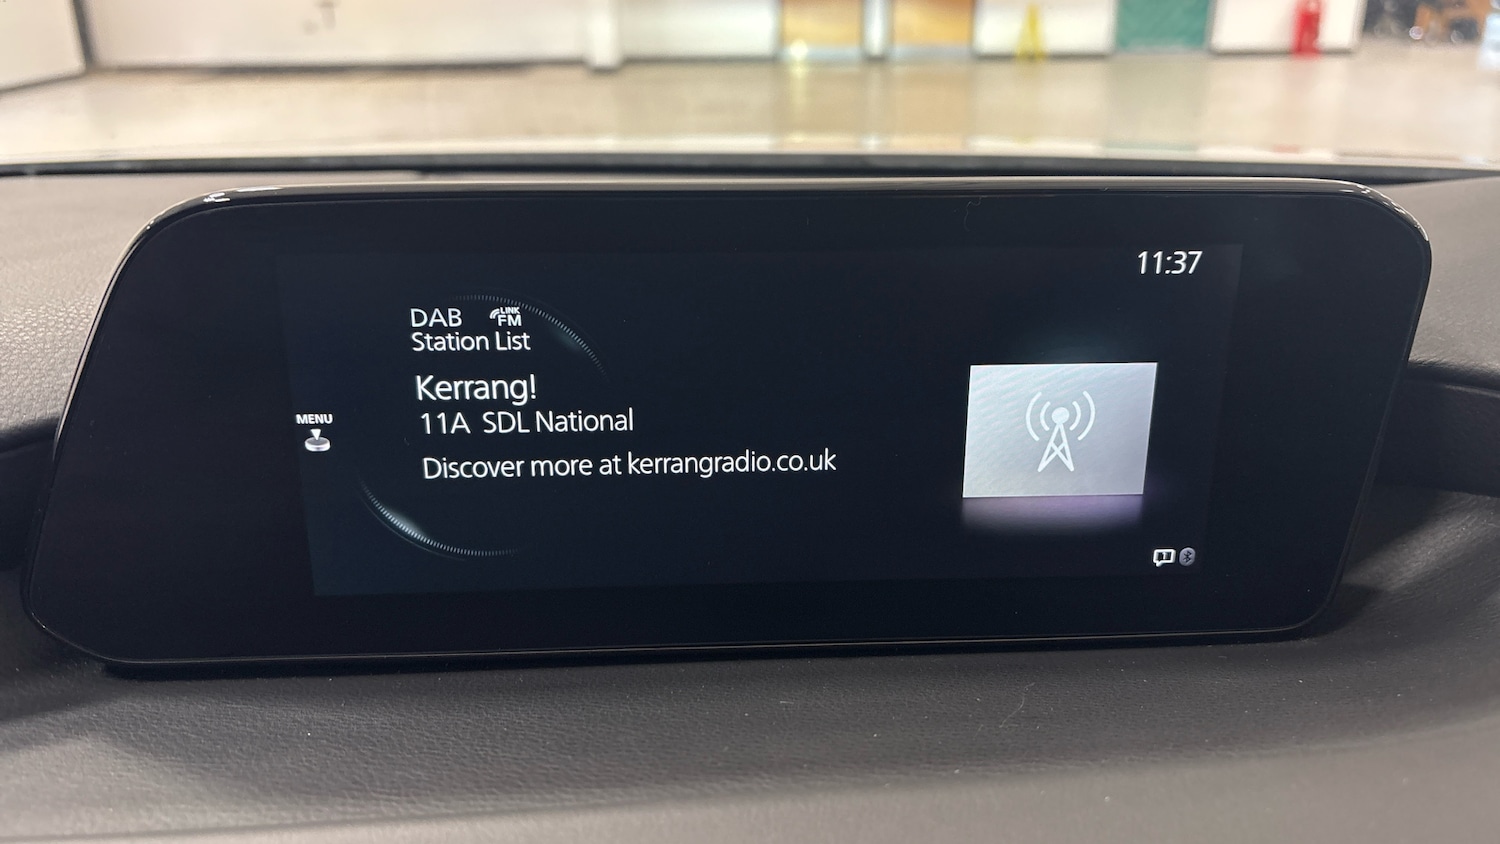 11:37
DAB LINK FM
Station List
Kerrang!
MENU
11A SDL National
Discover more at kerrangradio.co.uk